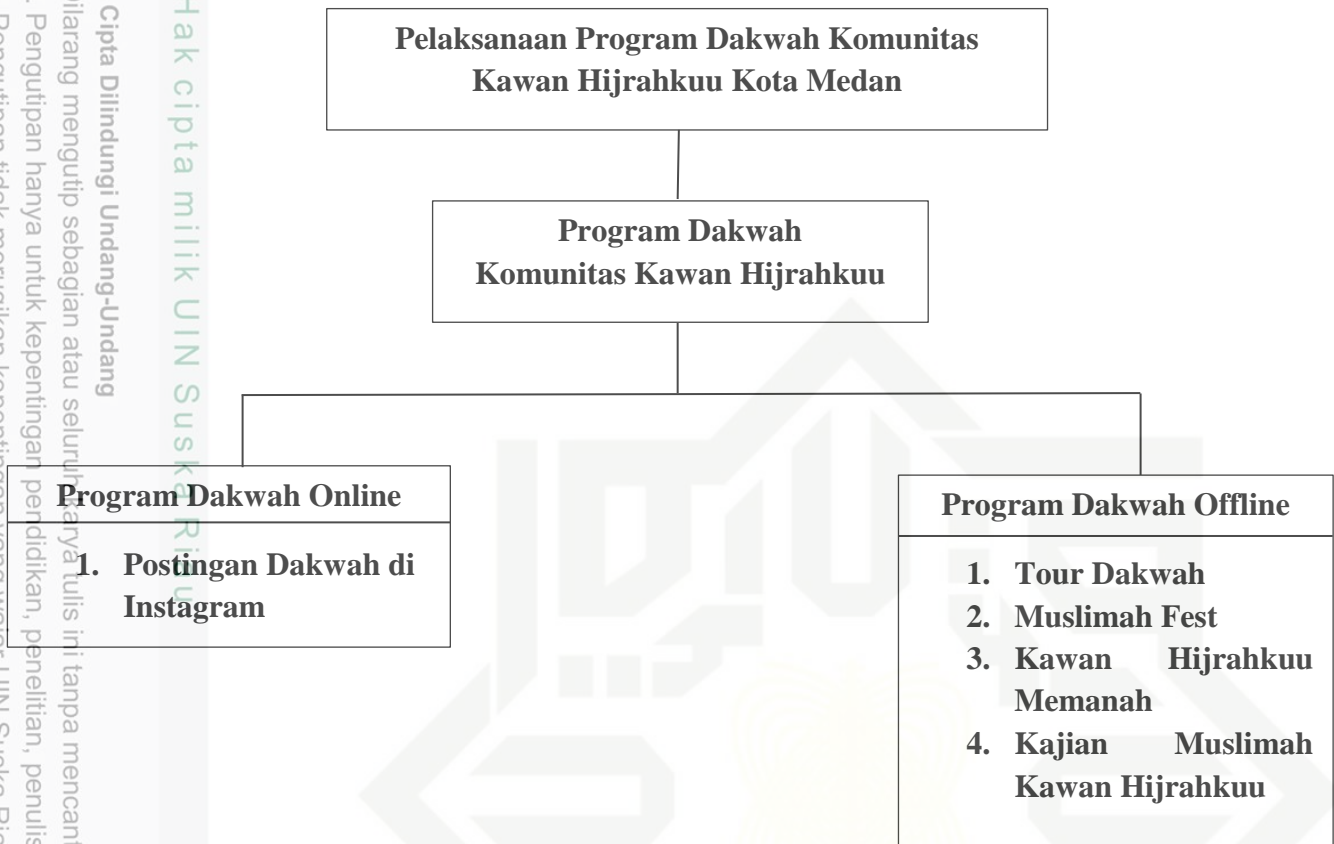 Pelaksanaan Program Dakwah Komunitas
Kawan Hijrahkuu Kota Medan
Program Dakwah
Komunitas Kawan Hijrahkuu
Program Dakwah Online
1. Postingan Dakwah di
Instagram
Program Dakwah Offline
1. Tour Dakwah
2. Muslimah Fest
3. Kawan Hijrahkuu
Memanah
4. Kajian Muslimah
Kawan Hijrahkuu
Hak cipta milik UIN Suska Riau
Cipta Dilindungi Undang-Undang
mengutip sebagian atau seluruh karya tulis ini tanpa
Pengutipan hanya untuk kepentingan pendidikan, penelitian,